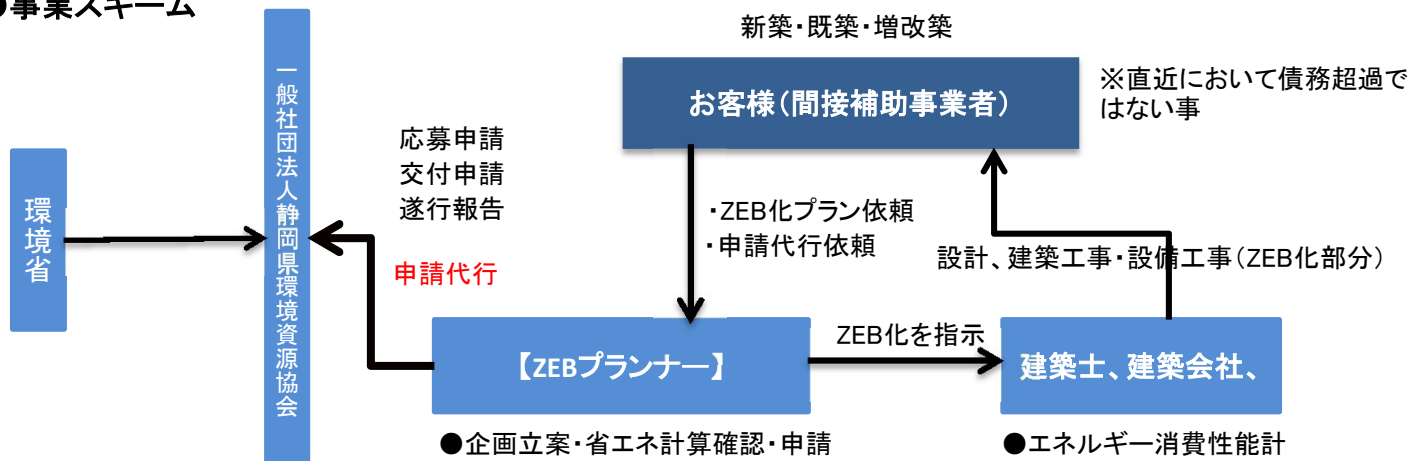 ●事業スキーム
新築・既築・増改築
お客様（間接補助事業者）
※直近において債務超過で
はない事
環境省
一般社団法人静岡県環境資源協会
応募申請
交付申請
遂行報告
申請代行
・ZEB化プラン依頼
・申請代行依頼
設計、建築工事・設備工事（ZEB化部分）
【ZEBプランナー】
ZEB化を指示
建築士、建築会社、
●企画立案・省エネ計算確認・申請
●エネルギー消費性能計